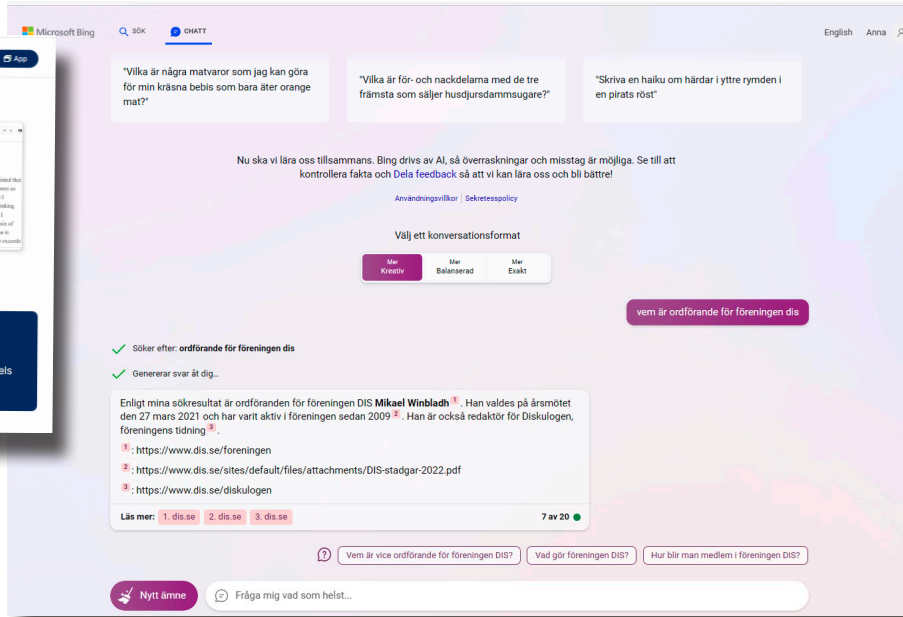 Microsoft Bing
SÖK
CHATT
English
Anna
App
"Vilka är några matvaror som jag kan göra
för min kräsna bebis som bara äter orange
mat?"
"Vilka är för- och nackdelarna med de tre
främsta som säljer husdjursdammsugare?"
"Skriva en haiku om härdar i yttre rymden i
en pirats röst"
Nu ska vi lära oss tillsammans. Bing drivs av AI, så överraskningar och misstag är möjliga. Se till att
kontrollera fakta och Dela feedback så att vi kan lära oss och bli bättre!
Användningsvillkor | Sekretesspolicy
Välj ett konversationsformat
Mer
Kreativ
Mer
Balanserad
Mer
Exakt
vem är ordförande för föreningen dis
Söker efter: ordförande för föreningen dis
Genererar svar åt dig...
Enligt mina sökresultat är ordföranden för föreningen DIS Mikael Winbladh 1 . Han valdes på årsmötet
den 27 mars 2021 och har varit aktiv i föreningen sedan 2009 2 . Han är också redaktör för Diskulogen,
föreningens tidning 3 .
1 : https://www.dis.se/foreningen
2 : https://www.dis.se/sites/default/files/attachments/DIS-stadgar-2022.pdf
3 : https://www.dis.se/diskulogen
Läs mer: 1. dis.se 2. dis.se 3. dis.se
7 av 20
Vem är vice ordförande för föreningen DIS?
Vad gör föreningen DIS?
Hur blir man medlem i föreningen DIS?
Nytt ämne
Fråga mig vad som helst...